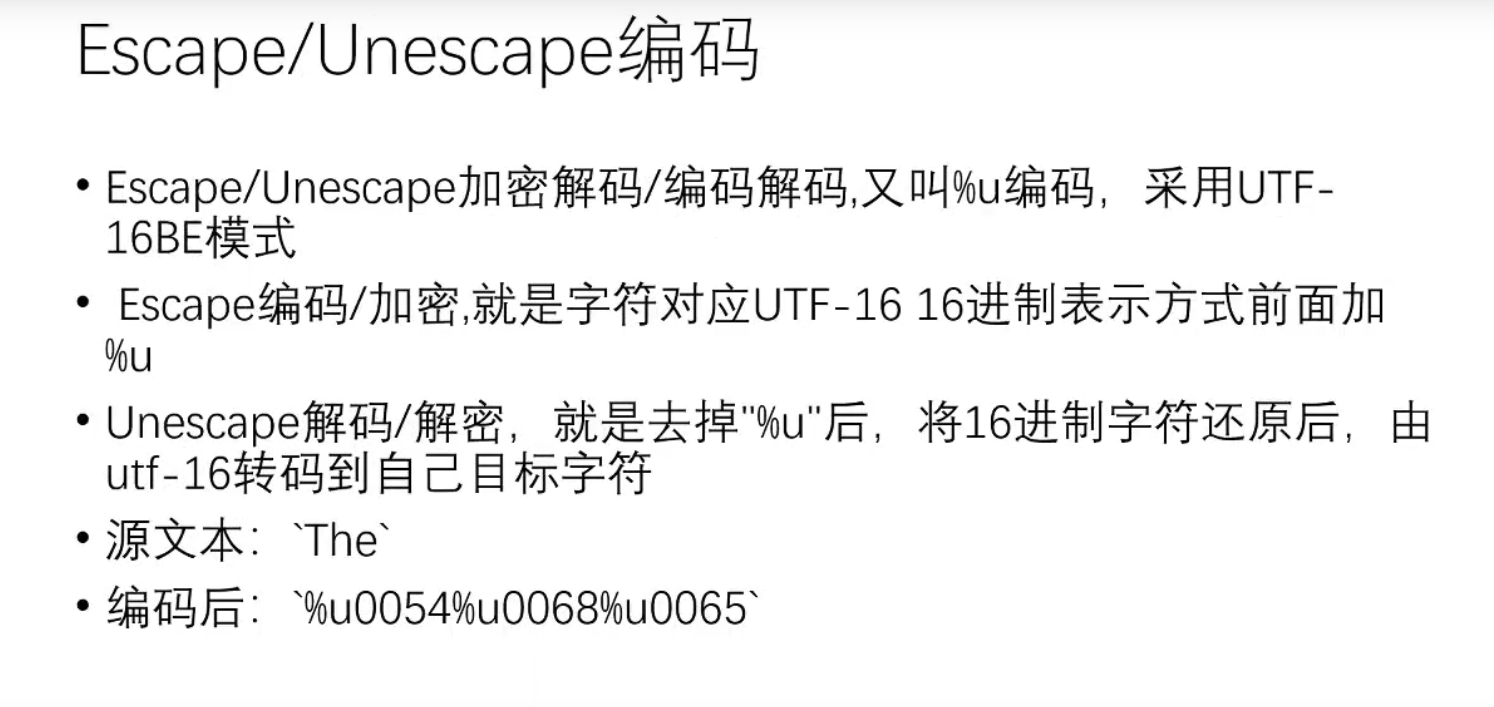 Escape/Unescape编码
• Escape/Unescape加密解码/编码解码,又叫%u编码，采用UTF-
16BE模式
• Escape编码/加密,就是字符对应UTF-16 16进制表示方式前面加
%u
• Unescape解码/解密，就是去掉"%u"后，将16进制字符还原后，由
utf-16转码到自己目标字符
• 源文本：`The`
• 编码后：`%u0054%u0068%u0065`